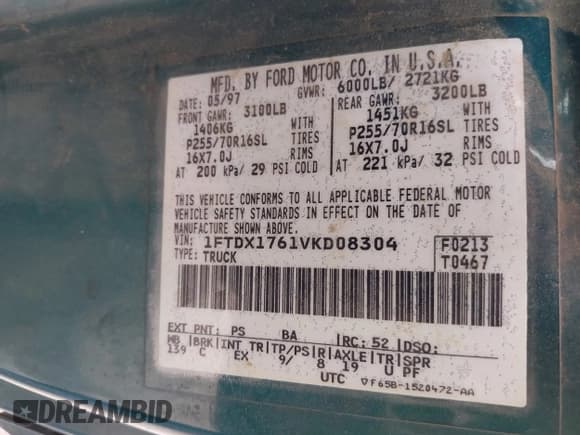 MFD. BY FORD MOTOR CO. IN U.S.A.
DATE: 05/97 GVWR: 6000LB/ 2721KG
FRONT GAWR: 3100LB REAR GAWR: 3200LB
1406KG WITH 1451KG WITH
P255/70R16SL TIRES P255/70R16SL TIRES
16X7.0J RIMS 16X7.0J RIMS
AT 200 kPa/ 29 PSI COLD AT 221 kPa/ 32 PSI COLD
THIS VEHICLE CONFORMS TO ALL APPLICABLE FEDERAL MOTOR
VEHICLE SAFETY STANDARDS IN EFFECT ON THE DATE OF
MANUFACTURE SHOWN ABOVE.
VIN: 1FTDX1761VKD08304 F0213
TYPE: TRUCK T0467
EXT PNT: PS BA RC: 52 DSO:
WB BRK INT TR TP/PS R AXLE TR SPR
139 C EX 9/ 8 19 U PF
UTC F65B-1520472-AA
DREAMBID